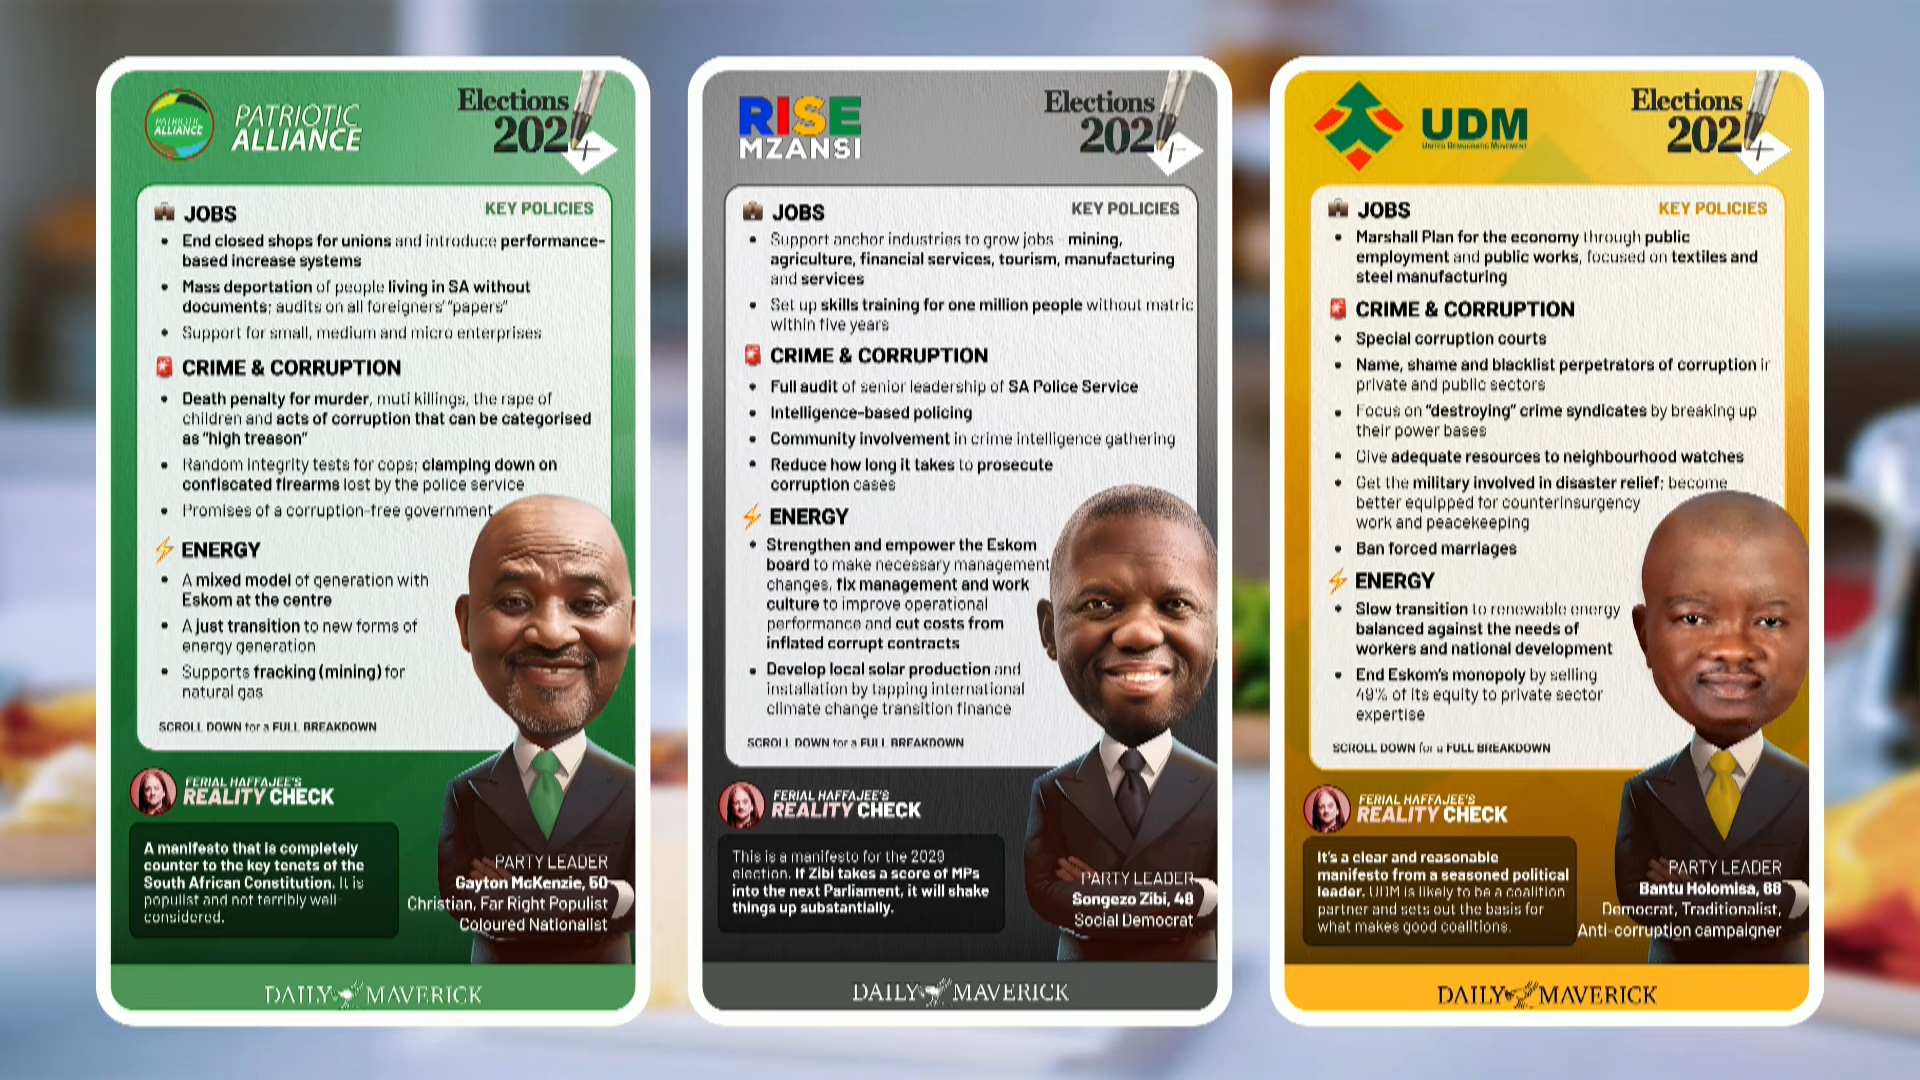 PATRIOTIC
ALLIANCE
PATRIOTIC
ALLIANCE
Elections
202
KEY POLICIES
JOBS
• End closed shops for unions and introduce performance-
based increase systems
• Mass deportation of people living in SA without
documents; audits on all foreigners' "papers"
• Support for small, medium and micro enterprises
CRIME & CORRUPTION
• Death penalty for murder, muti killings, the rape of
children and acts of corruption that can be categorised
as "high treason"
• Random integrity tests for cops; clamping down on
confiscated firearms lost by the police service
• Promises of a corruption-free government
ENERGY
• A mixed model of generation with
Eskom at the centre
• A just transition to new forms of
energy generation
• Supports fracking (mining) for
natural gas
SCROLL DOWN for a FULL BREAKDOWN
FERIAL HAFFAJEE'S
REALITY CHECK
A manifesto that is completely
counter to the key tenets of the
South African Constitution. It is
populist and not terribly well-
considered.
PARTY LEADER
Gayton McKenzie, 50
Christian, Far Right Populist
Coloured Nationalist
DAILY MAVERICK
RISE
MZANSI
Elections
202
KEY POLICIES
JOBS
• Support anchor industries to grow jobs - mining,
agriculture, financial services, tourism, manufacturing
and services
• Set up skills training for one million people without matric
within five years
CRIME & CORRUPTION
• Full audit of senior leadership of SA Police Service
• Intelligence-based policing
• Community involvement in crime intelligence gathering
• Reduce how long it takes to prosecute
corruption cases
ENERGY
• Strengthen and empower the Eskom
board to make necessary management
changes, fix management and work
culture to improve operational
performance and cut costs from
inflated corrupt contracts
• Develop local solar production and
installation by tapping international
climate change transition finance
SCROLL DOWN for a FULL BREAKDOWN
FERIAL HAFFAJEE'S
REALITY CHECK
This is a manifesto for the 2029
election. If Zibi takes a score of MPs
into the next Parliament, it will shake
things up substantially.
PARTY LEADER
Songezo Zibi, 48
Social Democrat
DAILY MAVERICK
UDM
UNITED DEMOCRATIC MOVEMENT
Elections
202
KEY POLICIES
JOBS
• Marshall Plan for the economy through public
employment and public works, focused on textiles and
steel manufacturing
CRIME & CORRUPTION
• Special corruption courts
• Name, shame and blacklist perpetrators of corruption in
private and public sectors
• Focus on "destroying" crime syndicates by breaking up
their power bases
• Give adequate resources to neighbourhood watches
• Get the military involved in disaster relief; become
better equipped for counterinsurgency
work and peacekeeping
• Ban forced marriages
ENERGY
• Slow transition to renewable energy
balanced against the needs of
workers and national development
• End Eskom's monopoly by selling
49% of its equity to private sector
expertise
SCROLL DOWN for a FULL BREAKDOWN
FERIAL HAFFAJEE'S
REALITY CHECK
It's a clear and reasonable
manifesto from a seasoned political
leader. UDM is likely to be a coalition
partner and sets out the basis for
what makes good coalitions.
PARTY LEADER
Bantu Holomisa, 68
Democrat, Traditionalist,
Anti-corruption campaigner
DAILY MAVERICK